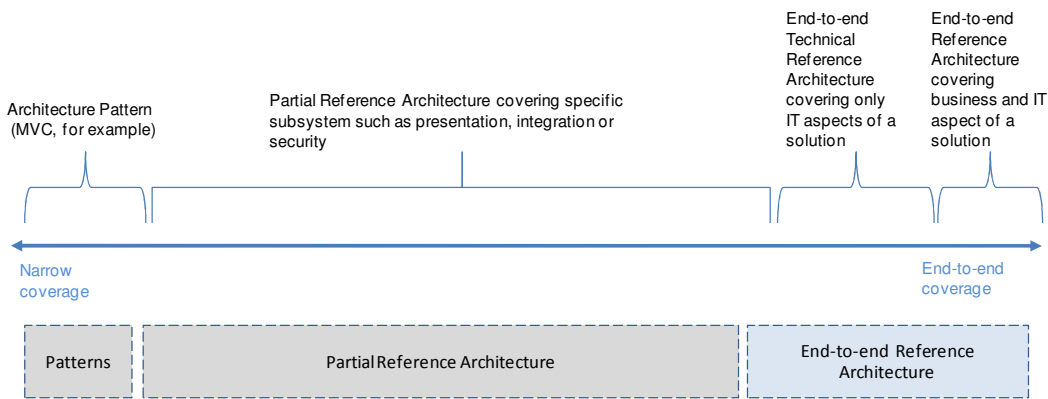 Architecture Pattern
(MVC, for example)
Partial Reference Architecture covering specific
subsystem such as presentation, integration or
security
End-to-end
Technical
Reference
Architecture
covering only
IT aspects of a
solution
End-to-end
Reference
Architecture
covering
business and IT
aspect of a
solution
Narrow
coverage
End-to-end
coverage
Patterns
Partial Reference Architecture
End-to-end Reference
Architecture